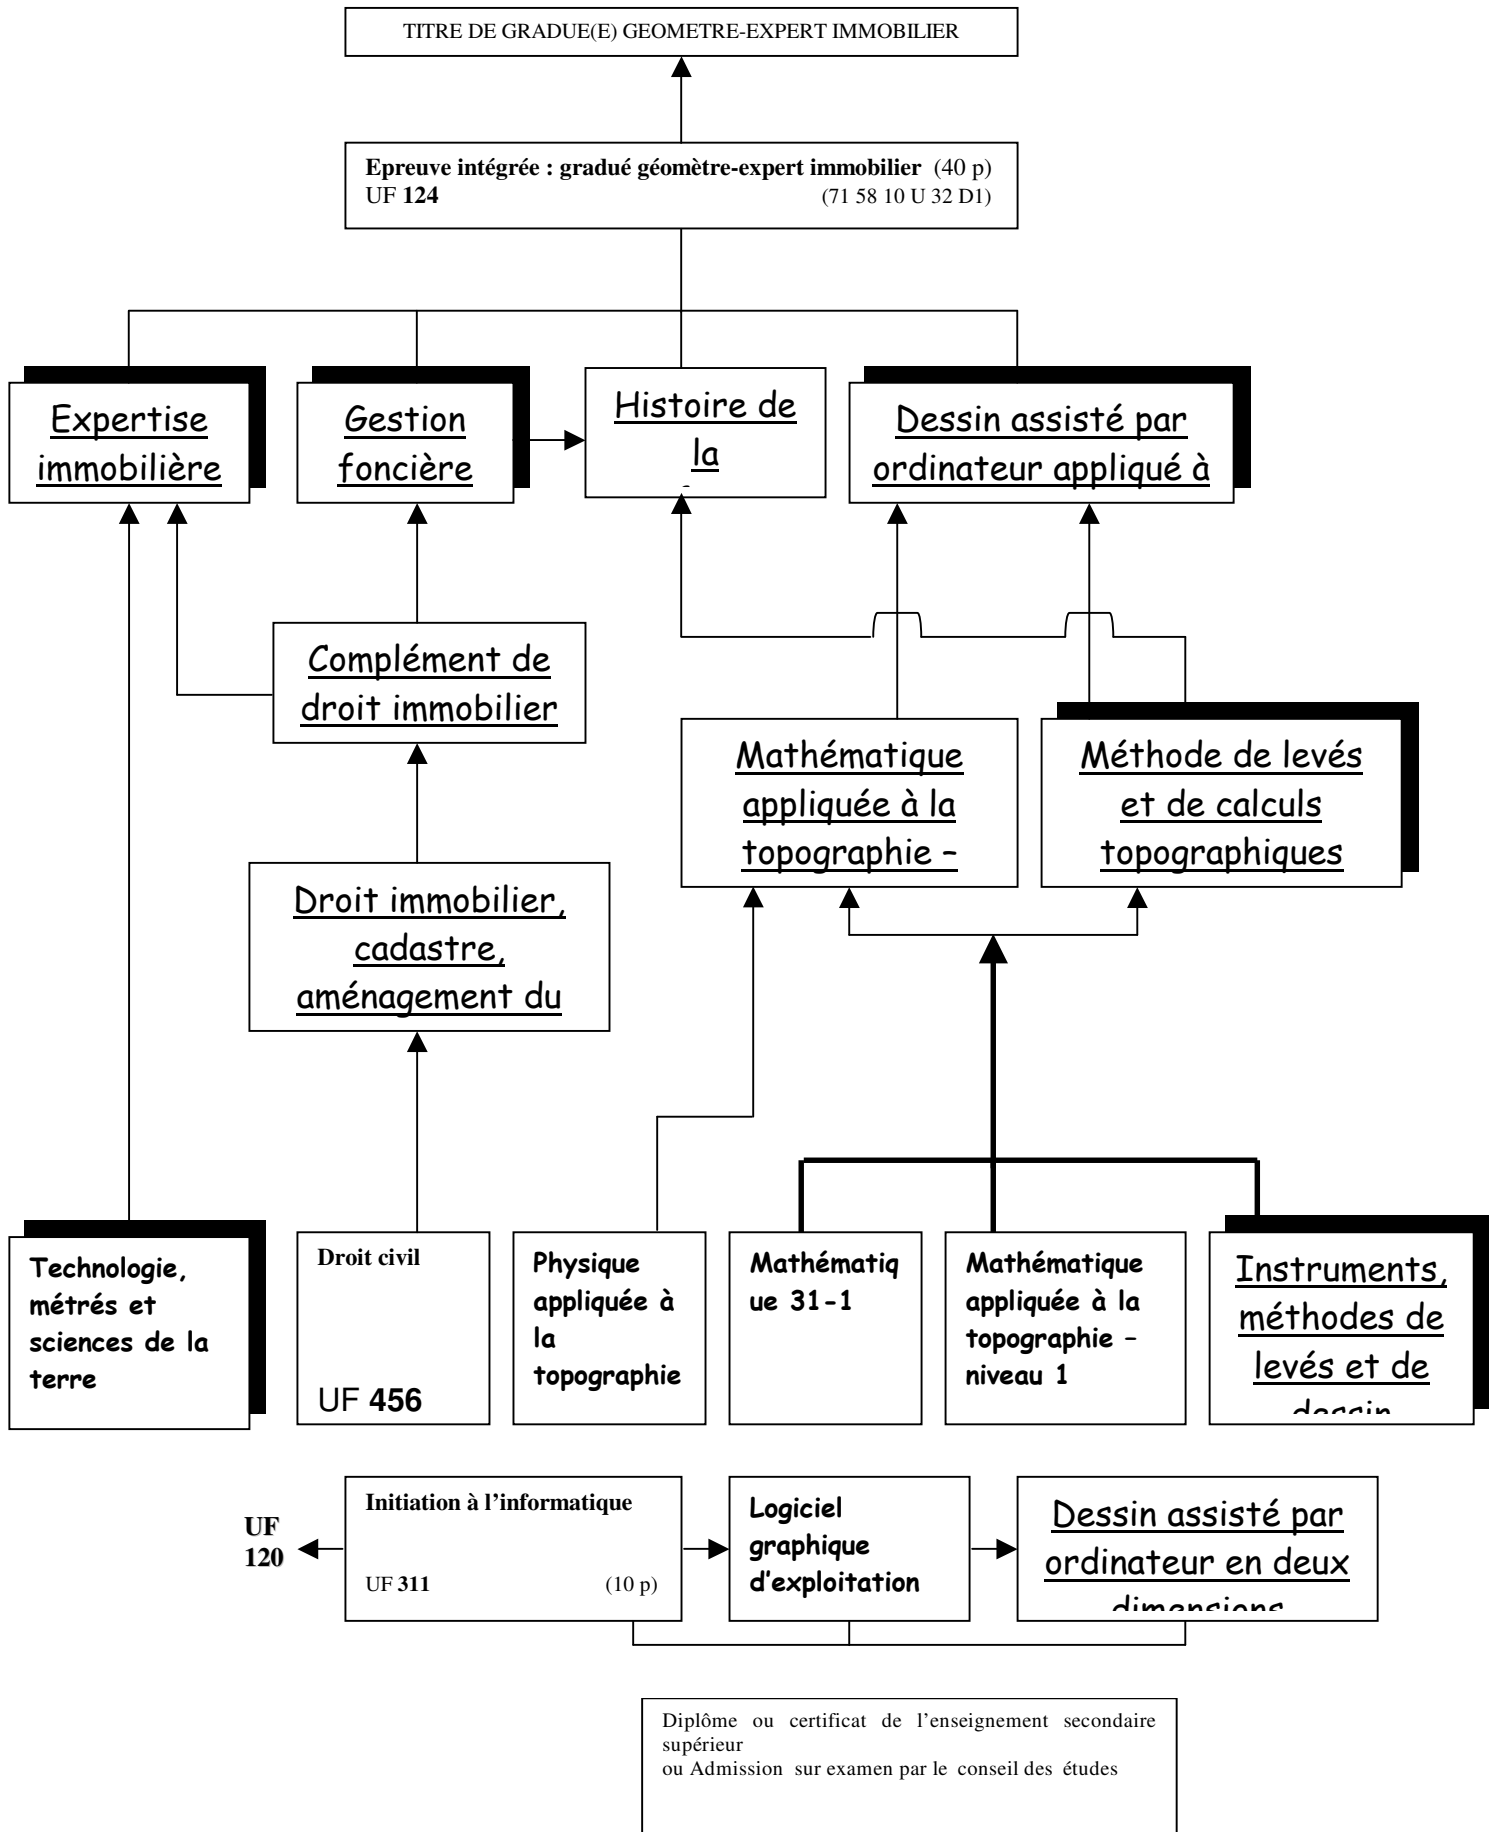 TITRE DE GRADUE(E) GEOMETRE-EXPERT IMMOBILIER
Epreuve intégrée : gradué géomètre-expert immobilier (40 p)
UF 124 (71 58 10 U 32 D1)
Expertise
immobilière
Gestion
foncière
Histoire de
la
Dessin assisté par
ordinateur appliqué à
Complément de
droit immobilier
Mathématique
appliquée à la
topographie –
Méthode de levés
et de calculs
topographiques
Droit immobilier,
cadastre,
aménagement du
Technologie,
métrés et
sciences de la
terre
Droit civil
UF 456
Physique
appliquée à
la
topographie
Mathématiq
ue 31-1
Mathématique
appliquée à la
topographie –
niveau 1
Instruments,
méthodes de
levés et de
dessin
UF
120
Initiation à l’informatique
UF 311 (10 p)
Logiciel
graphique
d’exploitation
Dessin assisté par
ordinateur en deux
dimensions
Diplôme ou certificat de l’enseignement secondaire
supérieur
ou Admission sur examen par le conseil des études